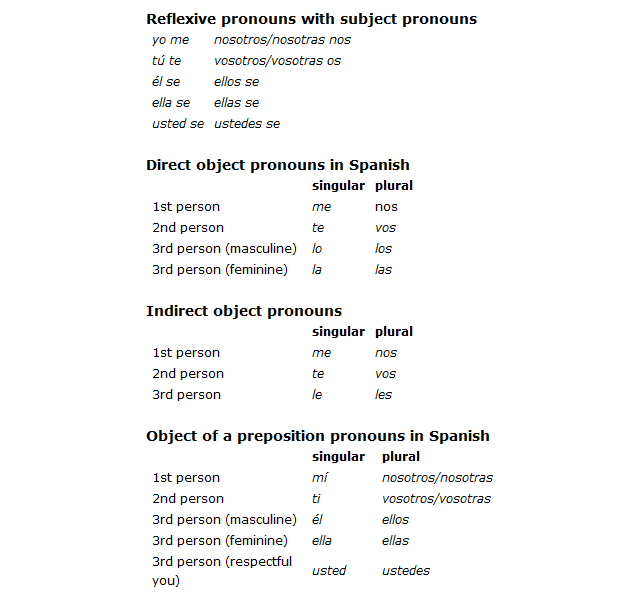 Reflexive pronouns with subject pronouns
yo me nosotros/nosotras nos
tú te vosotros/vosotras os
él se ellos se
ella se ellas se
usted se ustedes se
Direct object pronouns in Spanish
singular plural
1st person me nos
2nd person te vos
3rd person (masculine) lo los
3rd person (feminine) la las
Indirect object pronouns
singular plural
1st person me nos
2nd person te vos
3rd person le les
Object of a preposition pronouns in Spanish
singular plural
1st person mí nosotros/nosotras
2nd person ti vosotros/vosotras
3rd person (masculine) él ellos
3rd person (feminine) ella ellas
3rd person (respectful
you) usted ustedes